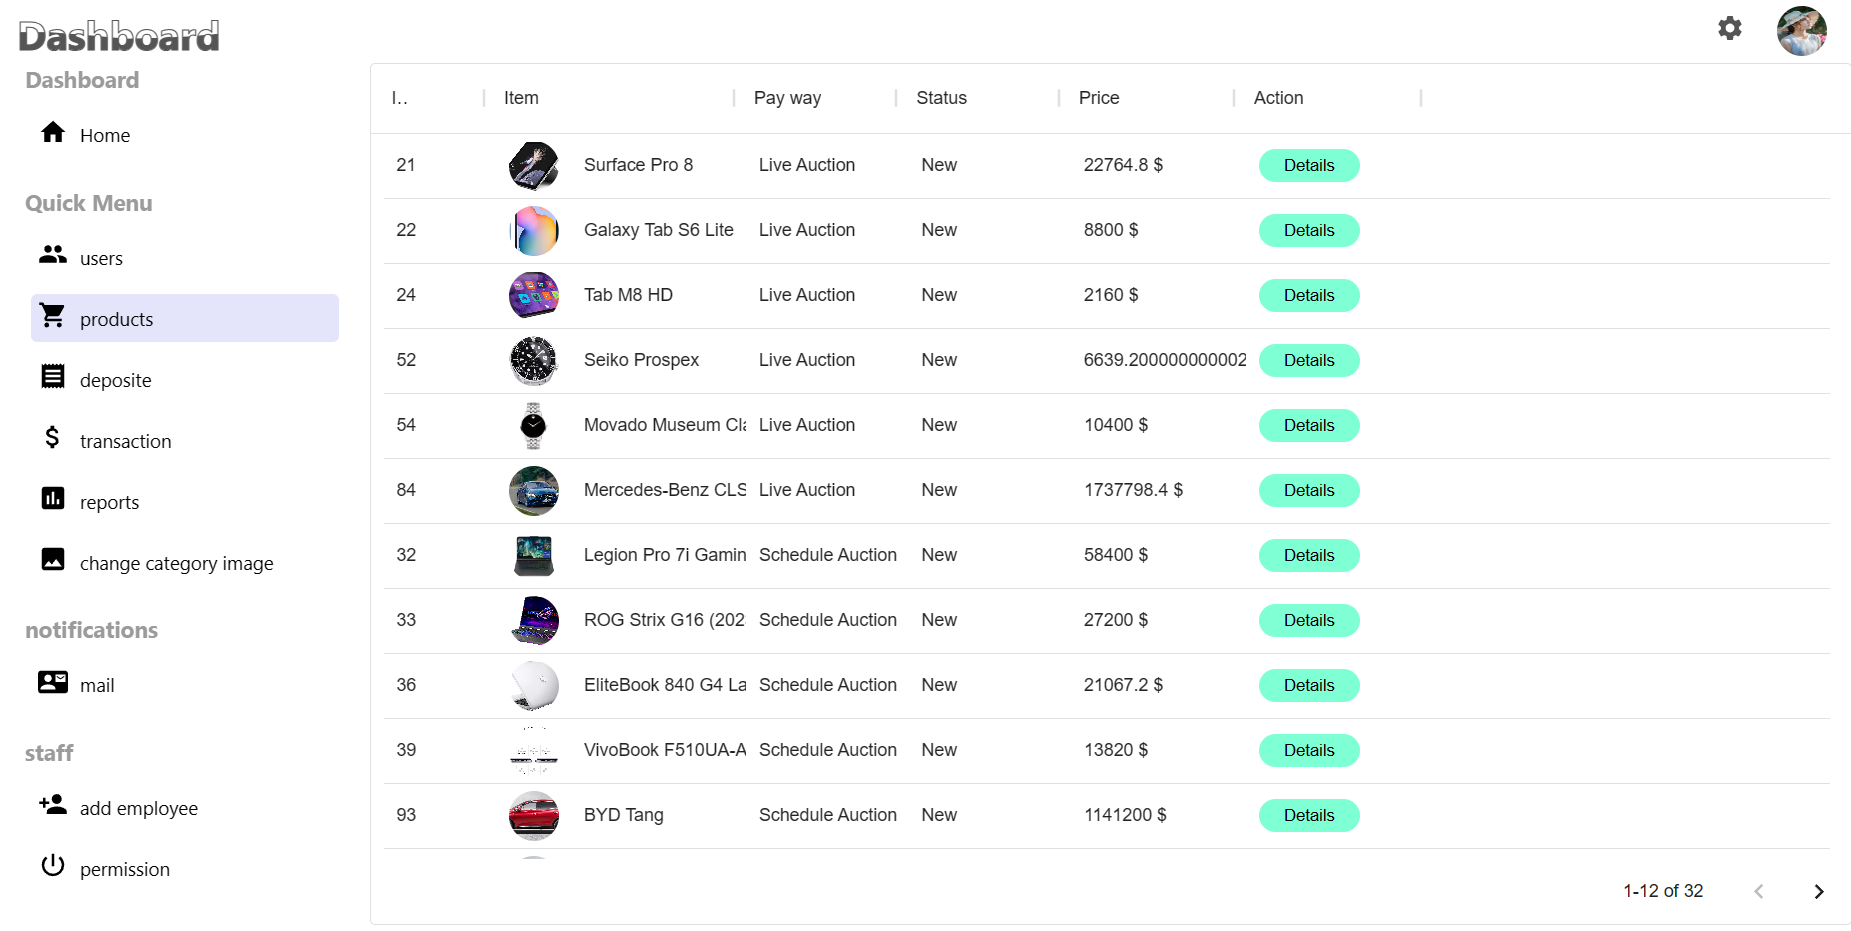 Dashboard
Dashboard
Home
Quick Menu
users
products
deposite
transaction
reports
change category image
notifications
mail
staff
add employee
permission
I.. Item Pay way Status Price Action
21 Surface Pro 8 Live Auction New 22764.8 $ Details
22 Galaxy Tab S6 Lite Live Auction New 8800 $ Details
24 Tab M8 HD Live Auction New 2160 $ Details
52 Seiko Prospex Live Auction New 6639.200000000002 Details
54 Movado Museum Cla Live Auction New 10400 $ Details
84 Mercedes-Benz CLS Live Auction New 1737798.4 $ Details
32 Legion Pro 7i Gamin Schedule Auction New 58400 $ Details
33 ROG Strix G16 (202 Schedule Auction New 27200 $ Details
36 EliteBook 840 G4 La Schedule Auction New 21067.2 $ Details
39 VivoBook F510UA-A Schedule Auction New 13820 $ Details
93 BYD Tang Schedule Auction New 1141200 $ Details
1-12 of 32